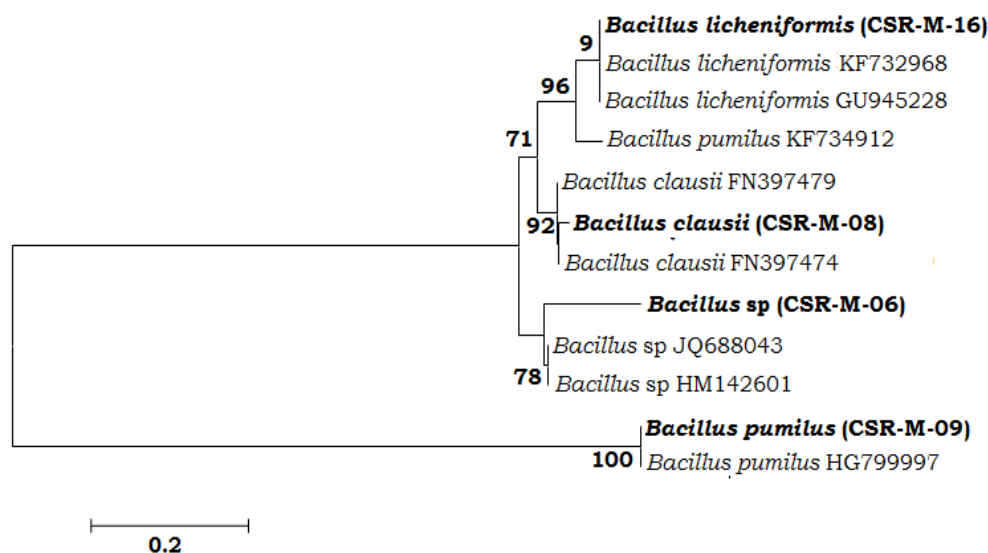 Bacillus licheniformis (CSR-M-16)
9
Bacillus licheniformis KF732968
96
Bacillus licheniformis GU945228
71
Bacillus pumilus KF734912
Bacillus clausii FN397479
92
Bacillus clausii (CSR-M-08)
Bacillus clausii FN397474
Bacillus sp (CSR-M-06)
Bacillus sp JQ688043
78
Bacillus sp HM142601
Bacillus pumilus (CSR-M-09)
100
Bacillus pumilus HG799997
0.2